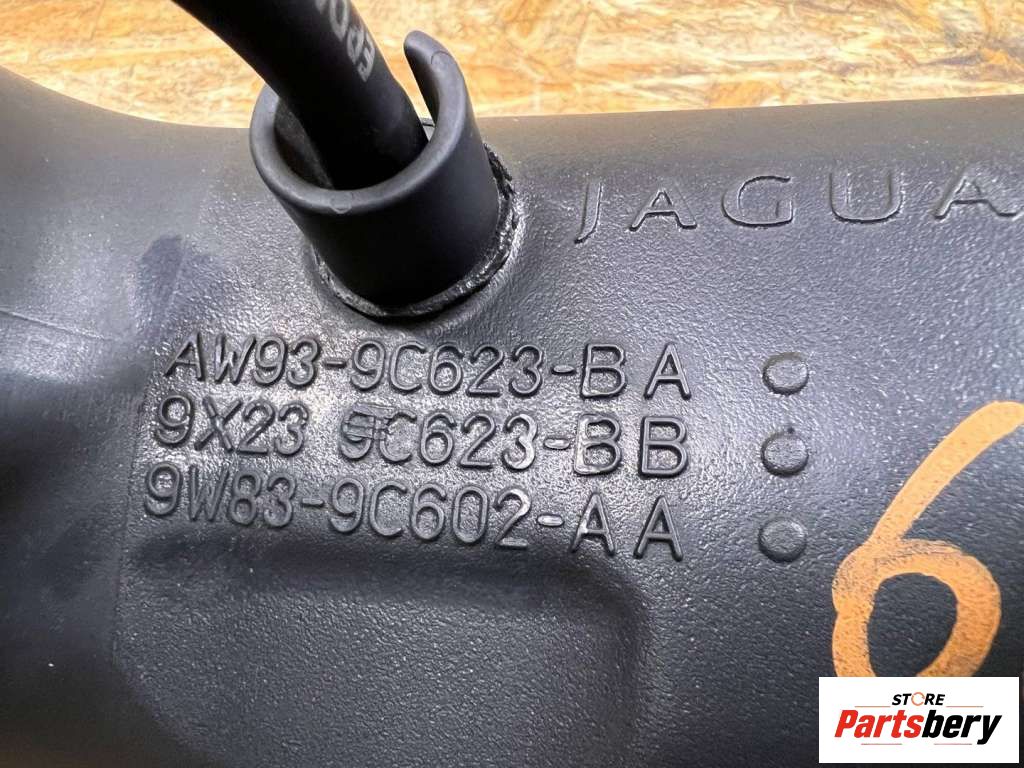 JAGUA
AW93-9C623-BA
9X23 9C623-BB
9W83-9C602-AA
6
STORE
Partsbery